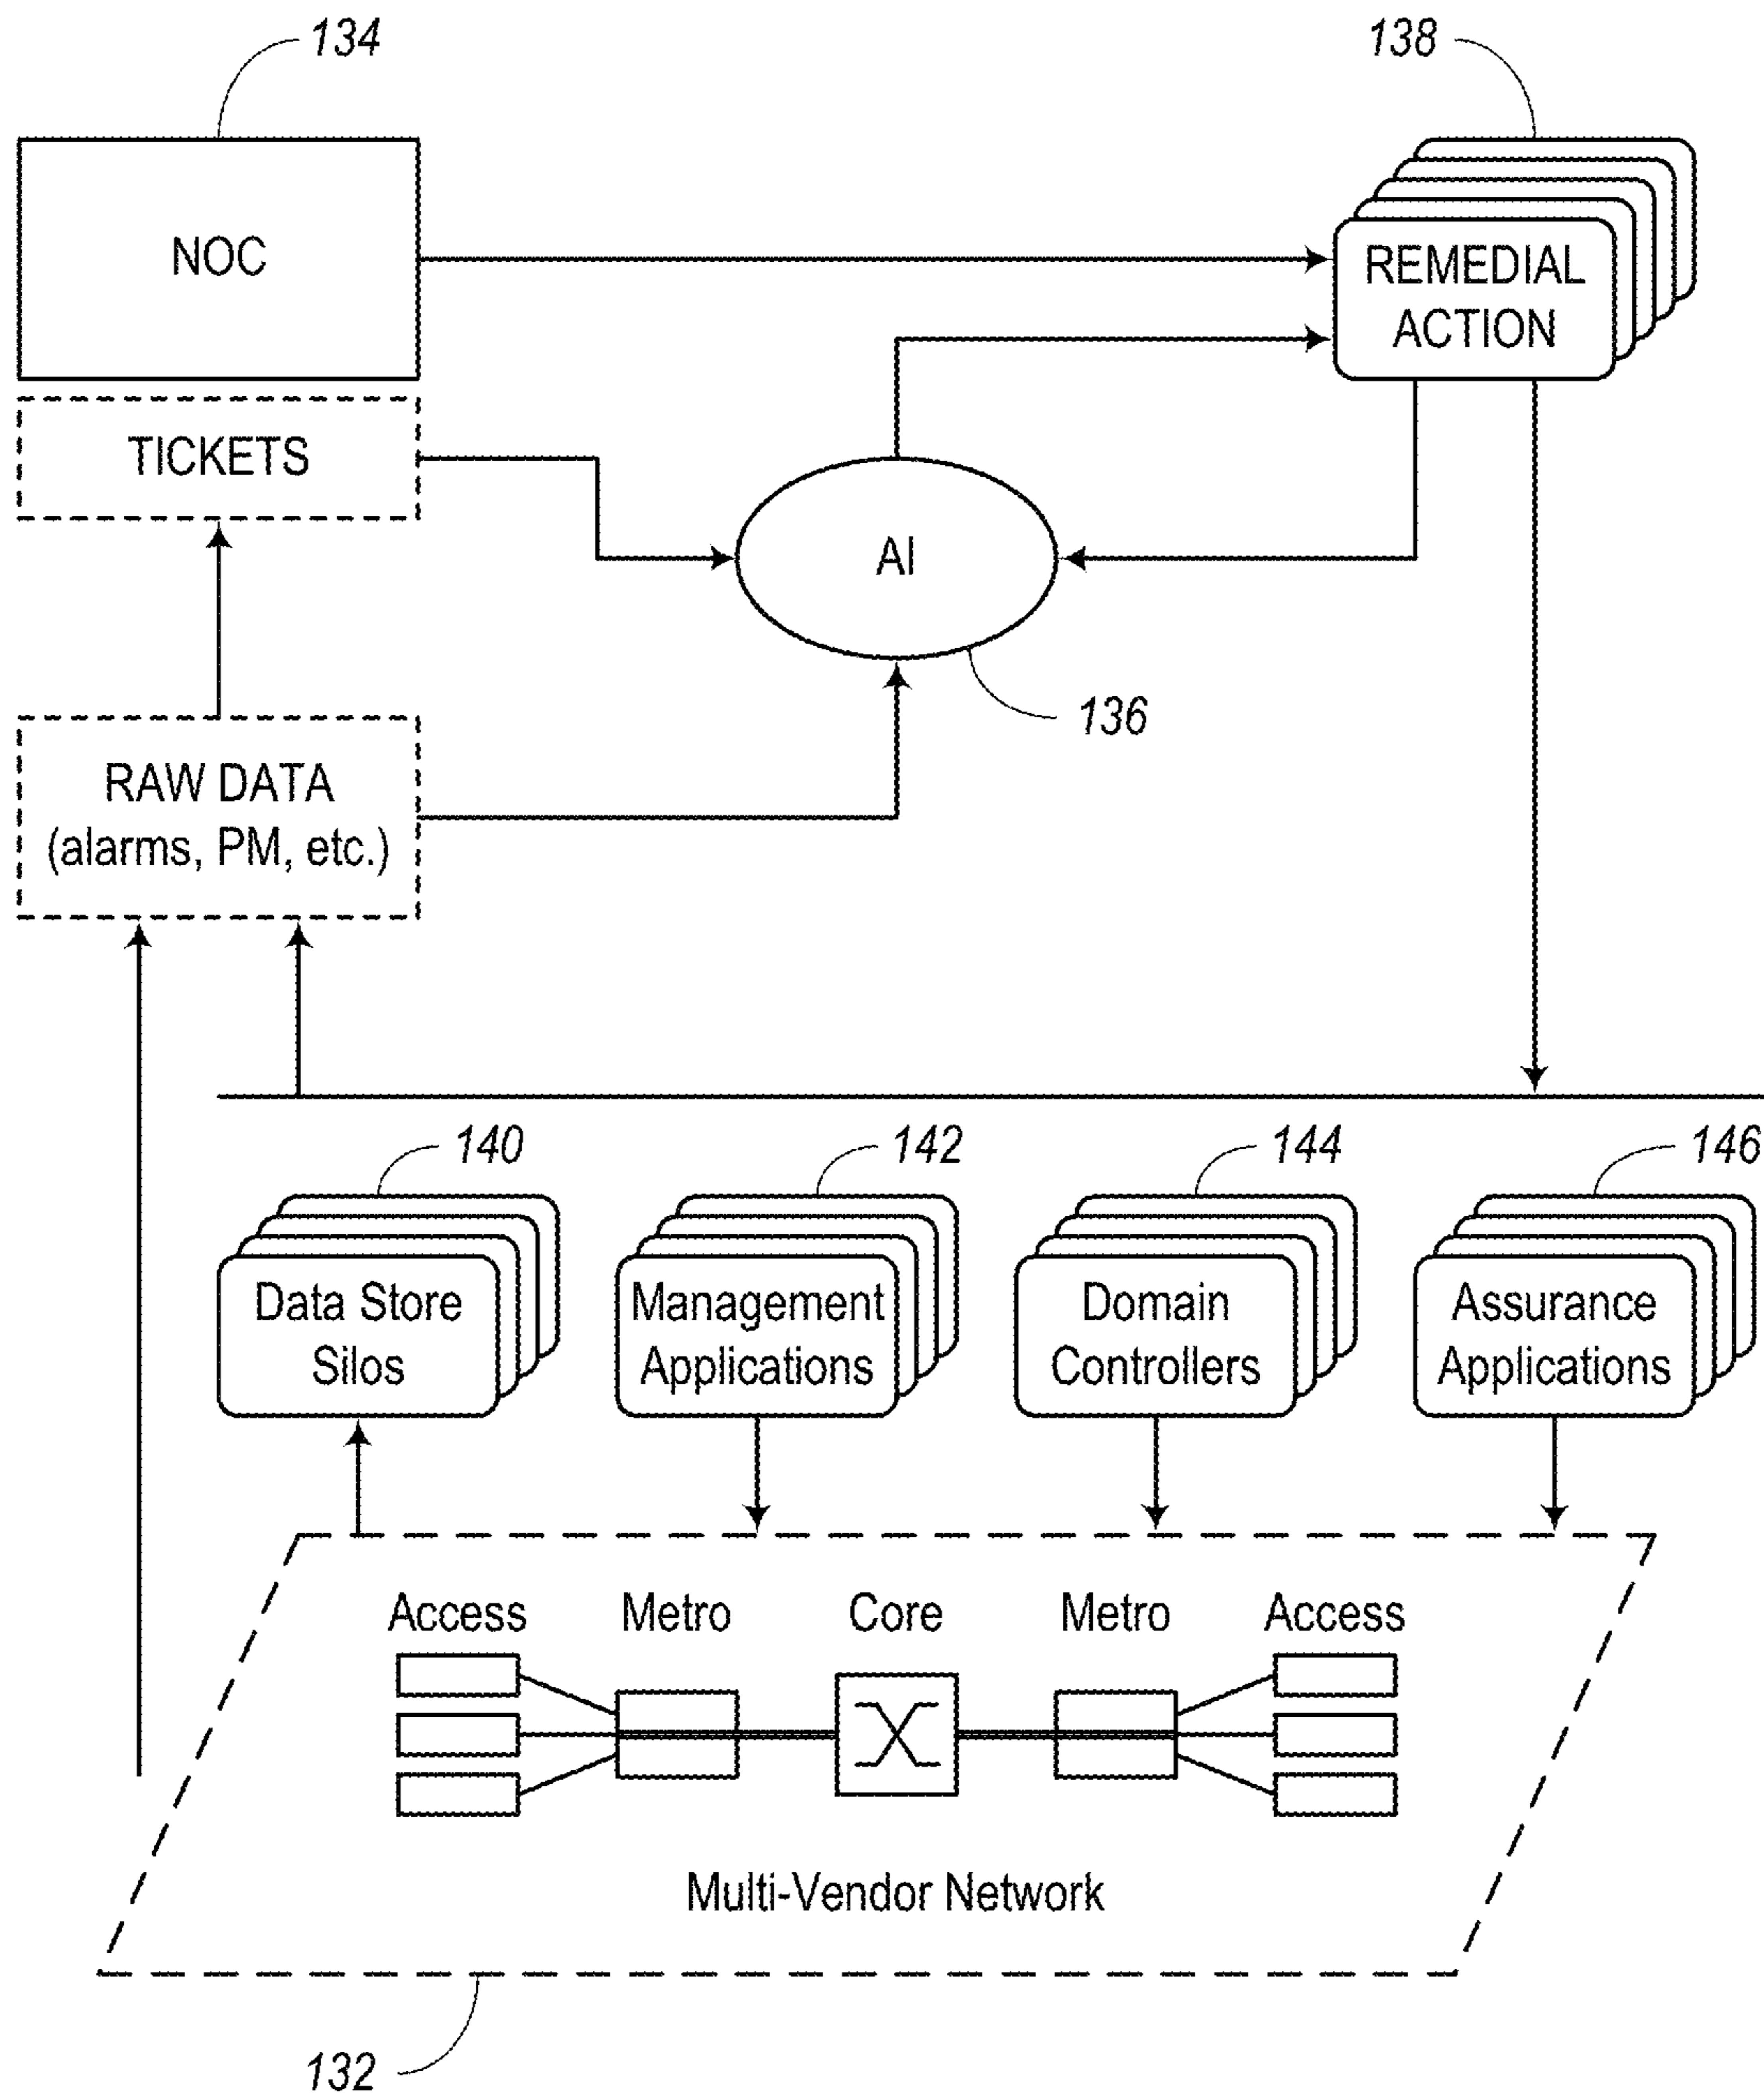 134
138
NOC
REMEDIAL
ACTION
TICKETS
AI
136
RAW DATA
(alarms, PM, etc.)
140
142
144
146
Data Store
Silos
Management
Applications
Domain
Controllers
Assurance
Applications
Access
Metro
Core
Metro
Access
Multi-Vendor Network
132